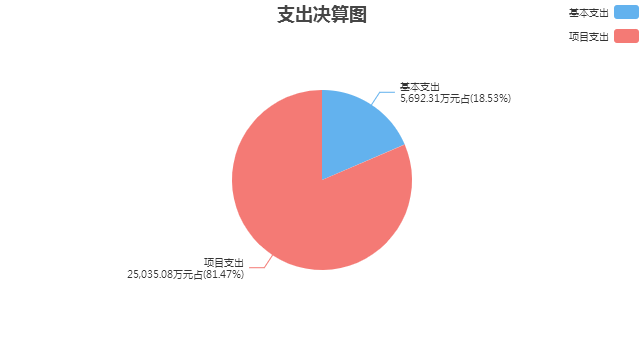 支出决算图
基本支出
项目支出
基本支出
5,692.31万元占(18.53%)
项目支出
25,035.08万元占(81.47%)